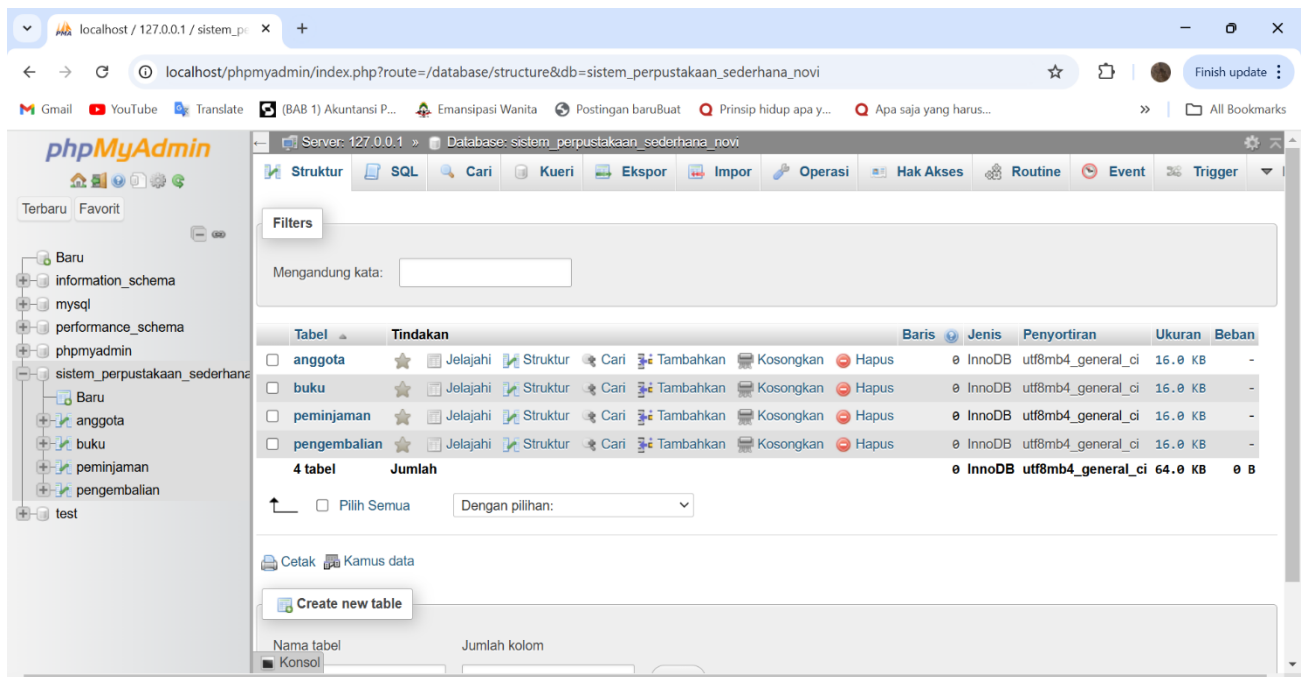 localhost / 127.0.0.1 / sistem_pe
localhost/phpmyadmin/index.php?route=/database/structure&db=sistem_perpustakaan_sederhana_novi
Finish update
Gmail YouTube Translate (BAB 1) Akuntansi P... Emansipasi Wanita Postingan baruBuat Prinsip hidup apa y... Apa saja yang harus... » All Bookmarks
phpMyAdmin
Terbaru Favorit
Baru
information_schema
mysql
performance_schema
phpmyadmin
sistem_perpustakaan_sederhana
Baru
anggota
buku
peminjaman
pengembalian
test
Server: 127.0.0.1 » Database: sistem_perpustakaan_sederhana_novi
Struktur SQL Cari Kueri Ekspor Impor Operasi Hak Akses Routine Event Trigger
Filters
Mengandung kata:
Tabel Tindakan Baris Jenis Penyortiran Ukuran Beban
anggota Jelajahi Struktur Cari Tambahkan Kosongkan Hapus 0 InnoDB utf8mb4_general_ci 16.0 KB -
buku Jelajahi Struktur Cari Tambahkan Kosongkan Hapus 0 InnoDB utf8mb4_general_ci 16.0 KB -
peminjaman Jelajahi Struktur Cari Tambahkan Kosongkan Hapus 0 InnoDB utf8mb4_general_ci 16.0 KB -
pengembalian Jelajahi Struktur Cari Tambahkan Kosongkan Hapus 0 InnoDB utf8mb4_general_ci 16.0 KB -
4 tabel Jumlah 0 InnoDB utf8mb4_general_ci 64.0 KB 0 B
Pilih Semua Dengan pilihan:
Cetak Kamus data
Create new table
Nama tabel Jumlah kolom
Konsol